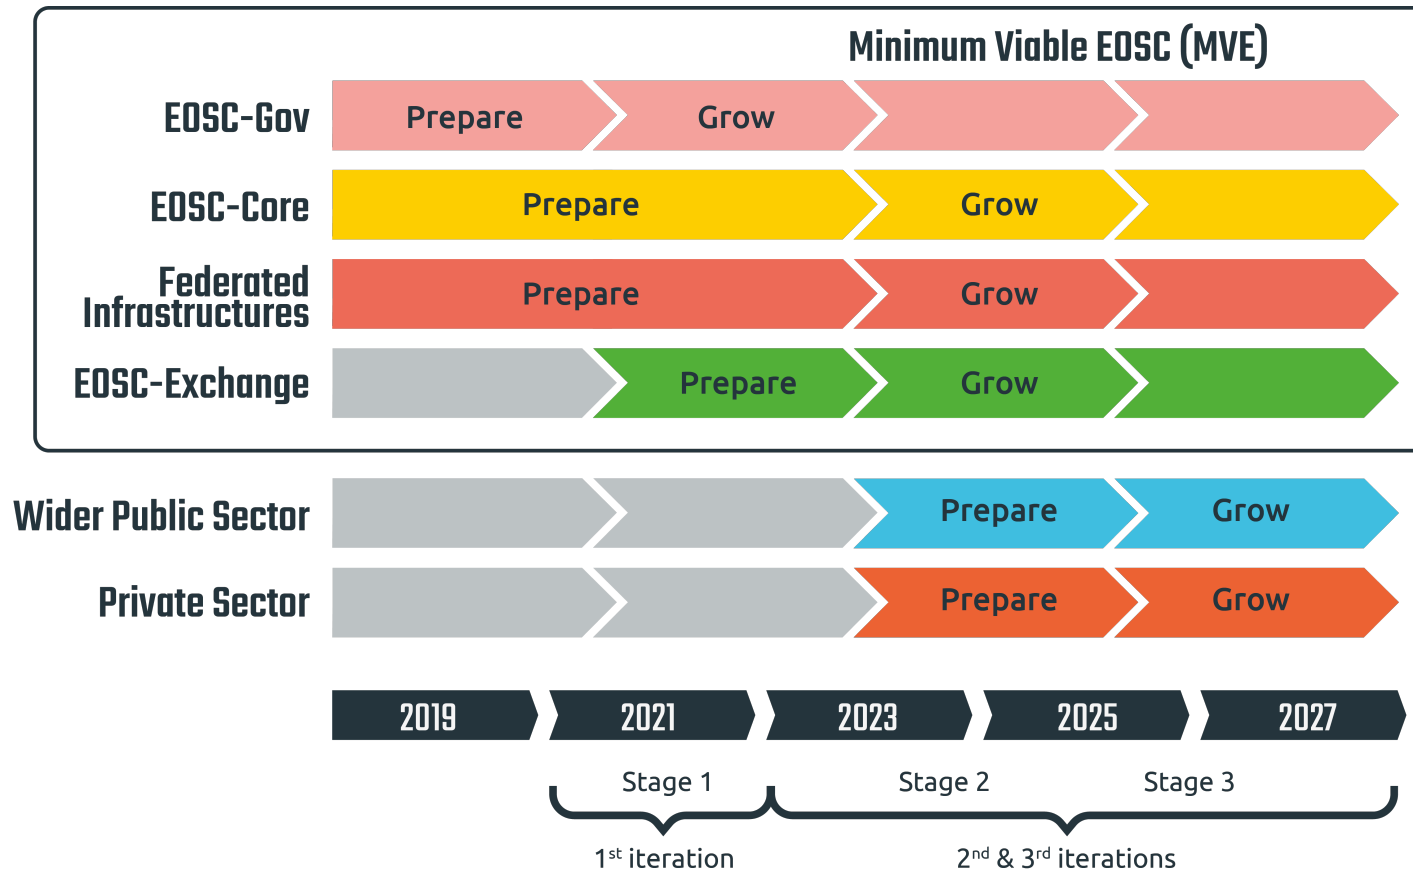 Minimum Viable EOSC (MVE)
EOSC-Gov
Prepare
Grow
EOSC-Core
Prepare
Grow
Federated
Infrastructures
Prepare
Grow
EOSC-Exchange
Prepare
Grow
Wider Public Sector
Prepare
Grow
Private Sector
Prepare
Grow
2019
2021
2023
2025
2027
Stage 1
Stage 2
Stage 3
1st iteration
2nd & 3rd iterations